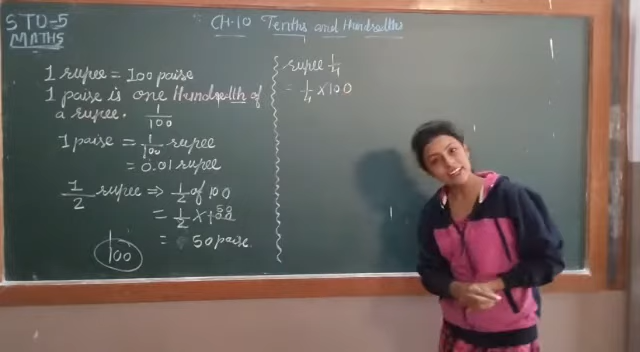 STD-5
MATHS
CH-10 Tenths and Hundredths
1 rupee = 100 paise
1 paise is one Hundredth of
a rupee. 1/100
1 paise = 1/100 rupee
= 0.01 rupee
1/2 rupee ⇒ 1/2 of 100
= 1/2 × 100 50
= 50 paise.
100
rupee 1/4
= 1/4 × 100